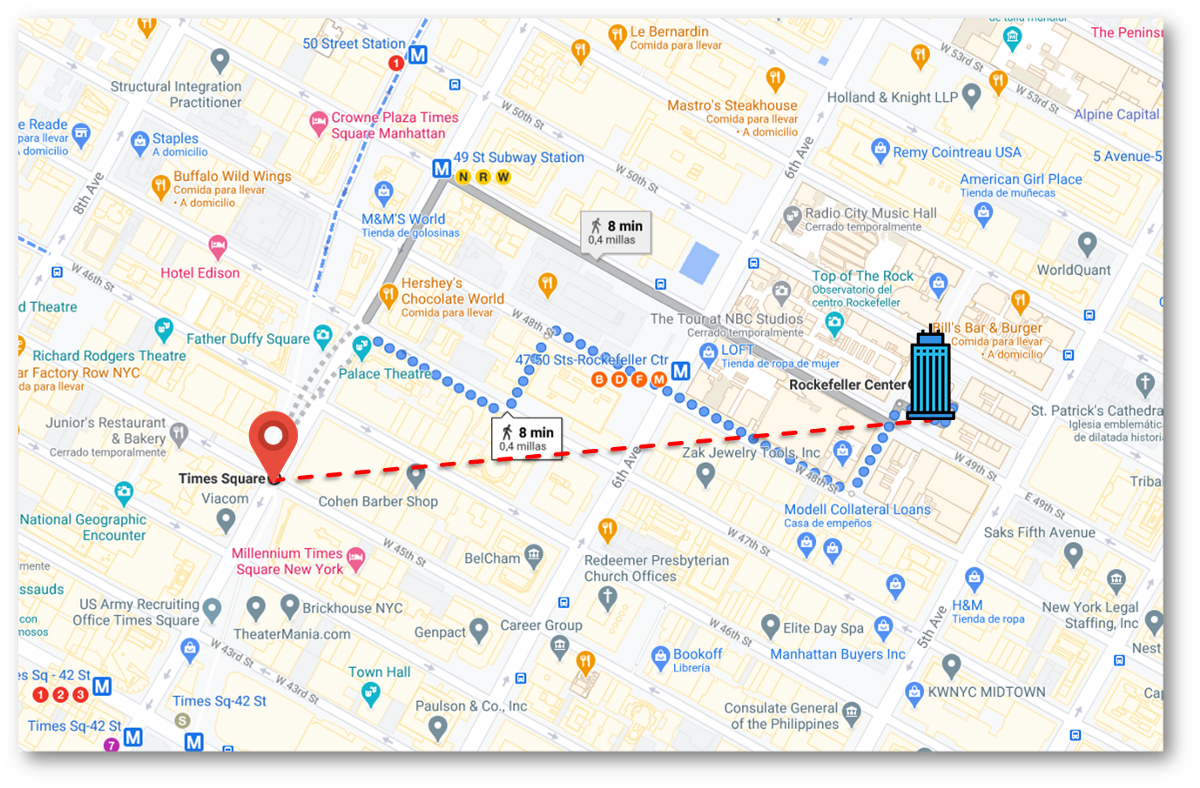 de talla mundial
Le Bernardin
Comida para llevar
The Peninsu
50 Street Station
M
1
W 53rd St
W 53rd St
Structural Integration
Practitioner
Mastro's Steakhouse
Comida para llevar
• A domicilio
Holland & Knight LLP
Alpine Capital
W 50th St
6th Ave
e Reade
para llevar
domicilio
Staples
A domicilio
Crowne Plaza Times
Square Manhattan
Remy Cointreau USA
5 Avenue-5
M
49 St Subway Station
N R W
W 50th St
Buffalo Wild Wings
Comida para llevar
• A domicilio
8th Ave
American Girl Place
Tienda de muñecas
M&M'S World
Tienda de golosinas
8 min
0,4 millas
Radio City Music Hall
Cerrado temporalmente
Hotel Edison
W 46th St
WorldQuant
Top of The Rock
Observatorio del
centro Rockefeller
Hershey's
Chocolate World
Comida para llevar
d Theatre
The Tour at NBC Studios
Cerrado temporalmente
Bill's Bar & Burger
Comida para llevar
• A domicilio
W 48th St
Father Duffy Square
Richard Rodgers Theatre
ar Factory Row NYC
da para llevar
Palace Theatre
47-50 Sts-Rockefeller Ctr
B D F M
M
LOFT
Tienda de ropa de mujer
Rockefeller Center
St. Patrick's Cathedra
Iglesia emblemátic
de dilatada histori
Junior's Restaurant
& Bakery
Cerrado temporalmente
8 min
0,4 millas
6th Ave
Zak Jewelry Tools, Inc
W 48th St
W 49th St
Times Square
Viacom
Cohen Barber Shop
E 49th St
Triba
National Geographic
Encounter
Modell Collateral Loans
Casa de empeños
Saks Fifth Avenue
W 47th St
W 45th St
Millennium Times
Square New York
BelCham
Redeemer Presbyterian
Church Offices
mente
ssauds
con
mosos
US Army Recruiting
Office Times Square
Brickhouse NYC
TheaterMania.com
Genpact
Career Group
W 46th St
Elite Day Spa
5th Ave
H&M
Tienda de ropa
New York Legal
Staffing, Inc
Nest
W 43rd St
Bookoff
Librería
Manhattan Buyers Inc
Town Hall
W 43rd St
es Sq - 42 St
M
1 2 3
KWNYC MIDTOWN
Cap
Times Sq-42 St
S
M
Paulson & Co., Inc
Consulate General
of the Philippines
Times Sq-42 St
7
M